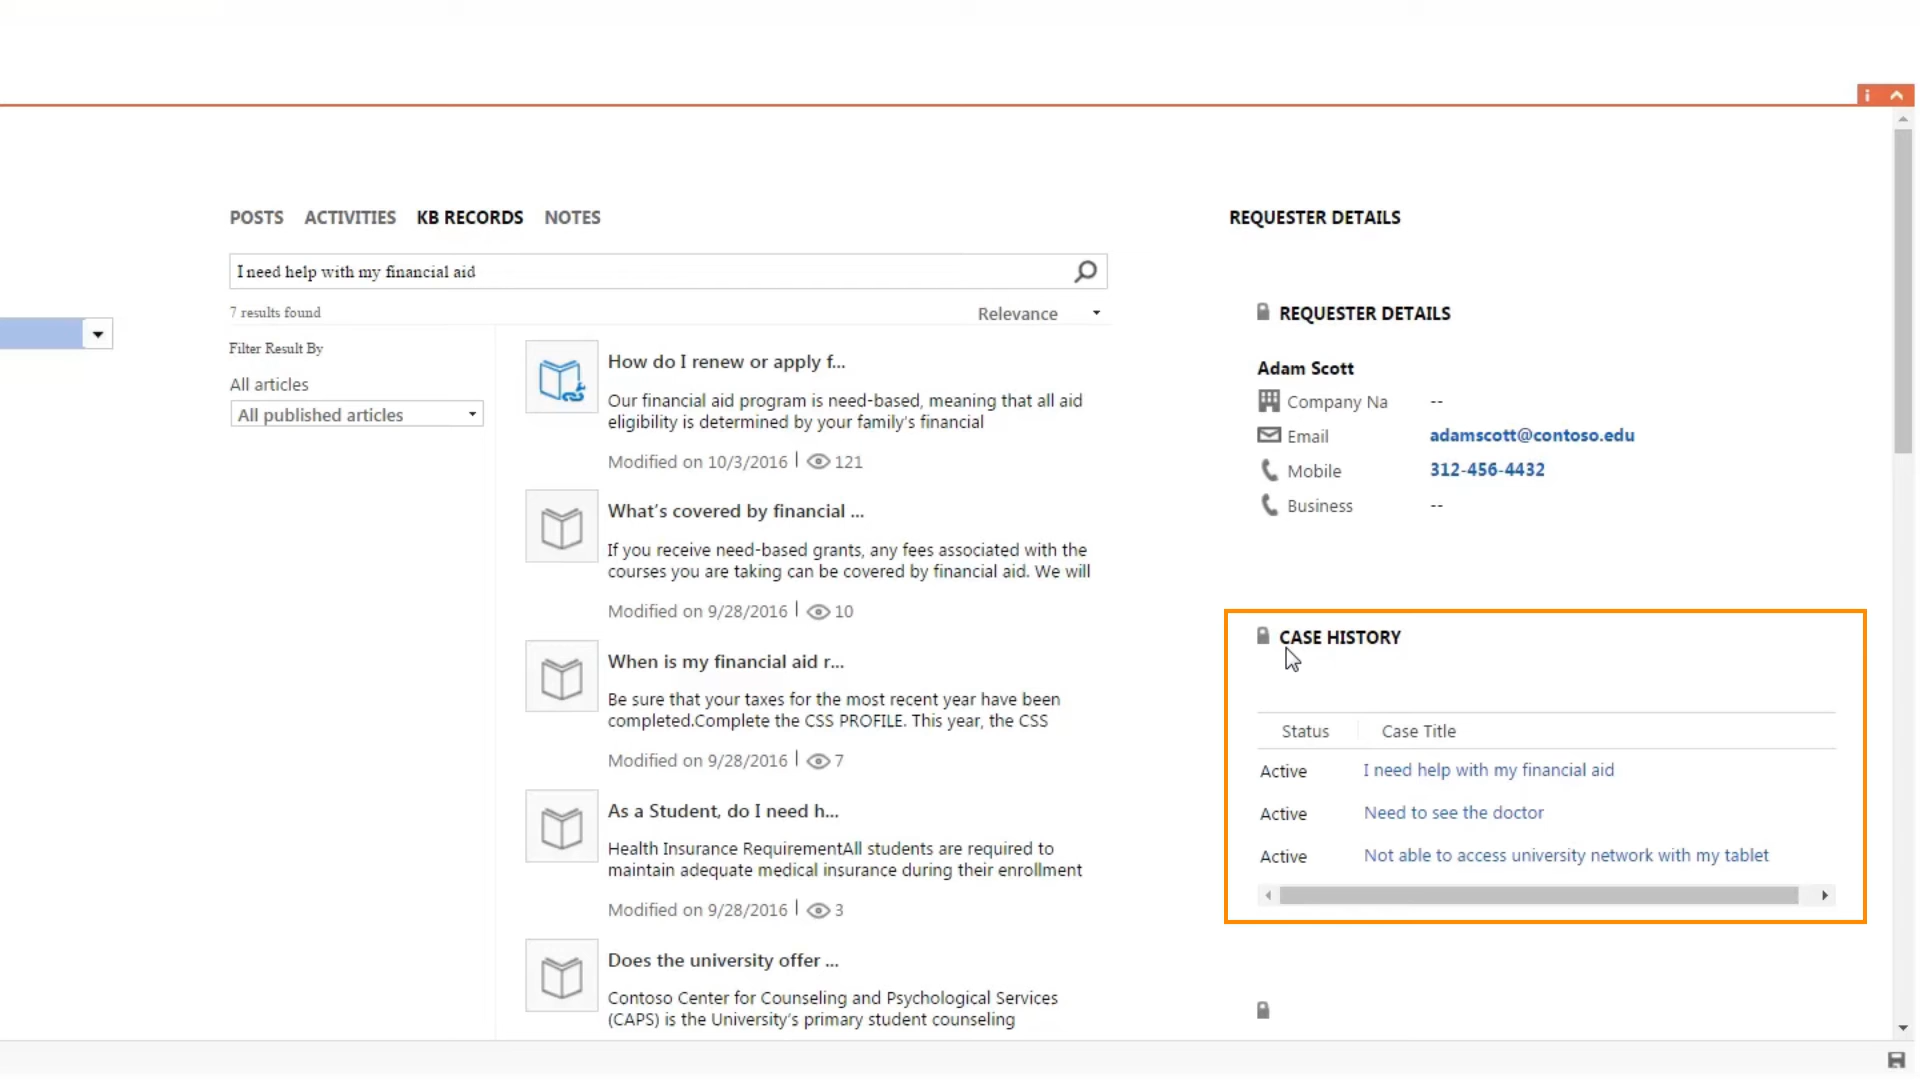 POSTS ACTIVITIES KB RECORDS NOTES
I need help with my financial aid
7 results found
Relevance
Filter Result By
All articles
All published articles
How do I renew or apply f...
Our financial aid program is need-based, meaning that all aid
eligibility is determined by your family's financial
Modified on 10/3/2016 | 121
What's covered by financial ...
If you receive need-based grants, any fees associated with the
courses you are taking can be covered by financial aid. We will
Modified on 9/28/2016 | 10
When is my financial aid r...
Be sure that your taxes for the most recent year have been
completed.Complete the CSS PROFILE. This year, the CSS
Modified on 9/28/2016 | 7
As a Student, do I need h...
Health Insurance RequirementAll students are required to
maintain adequate medical insurance during their enrollment
Modified on 9/28/2016 | 3
Does the university offer ...
Contoso Center for Counseling and Psychological Services
(CAPS) is the University's primary student counseling
REQUESTER DETAILS
REQUESTER DETAILS
Adam Scott
Company Na --
Email adamscott@contoso.edu
Mobile 312-456-4432
Business --
CASE HISTORY
Status Case Title
Active I need help with my financial aid
Active Need to see the doctor
Active Not able to access university network with my tablet